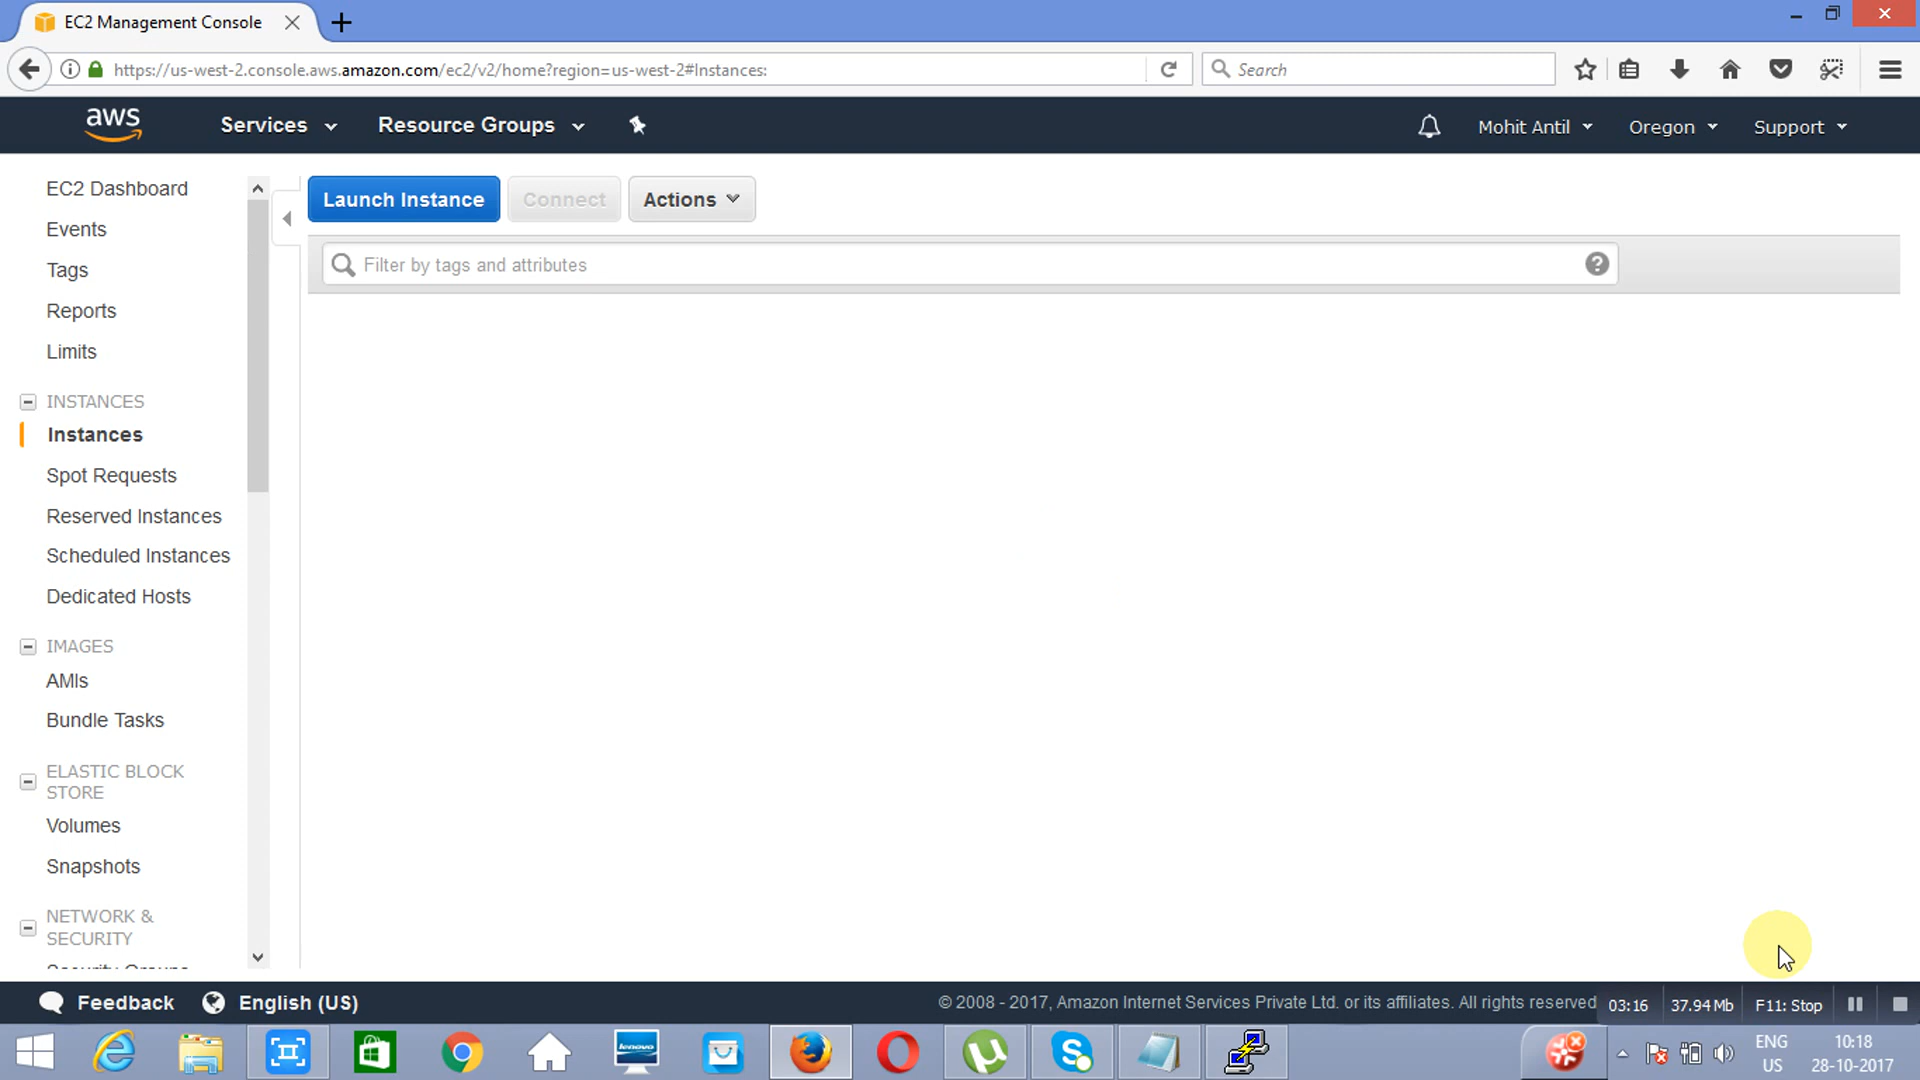 EC2 Management Console
https://us-west-2.console.aws.amazon.com/ec2/v2/home?region=us-west-2#Instances:
Search
aws
Services
Resource Groups
Mohit Antil
Oregon
Support
EC2 Dashboard
Events
Tags
Reports
Limits
INSTANCES
Instances
Spot Requests
Reserved Instances
Scheduled Instances
Dedicated Hosts
IMAGES
AMIs
Bundle Tasks
ELASTIC BLOCK
STORE
Volumes
Snapshots
NETWORK &
SECURITY
Security Groups
Launch Instance
Connect
Actions
Filter by tags and attributes
Feedback
English (US)
© 2008 - 2017, Amazon Internet Services Private Ltd. or its affiliates. All rights reserved
03:16
37.94 Mb
F11: Stop
lenovo
ENG
US
10:18
28-10-2017